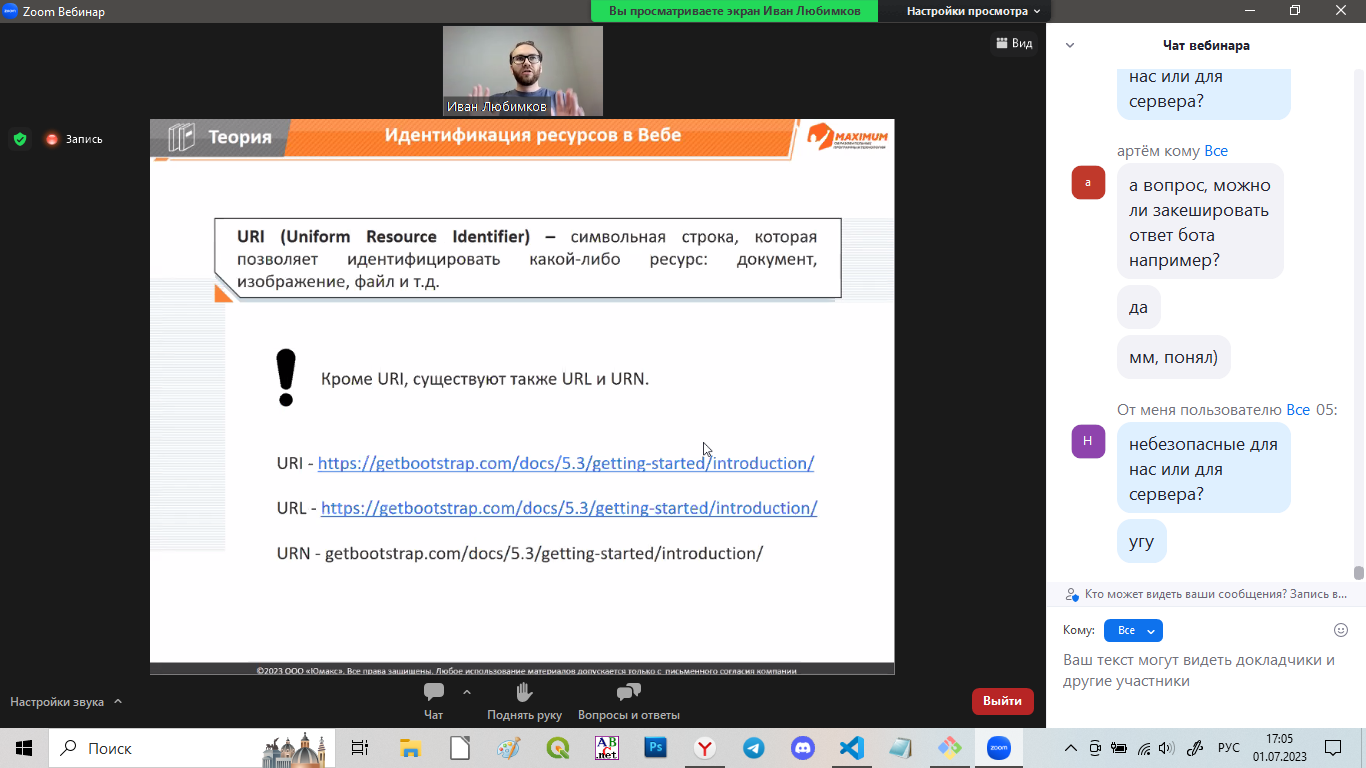 Zoom Вебинар
Вы просматриваете экран Иван Любимков
Настройки просмотра
Вид
Запись
Иван Любимков
Теория
Идентификация ресурсов в Вебе
MAXIMUM
URI (Uniform Resource Identifier) – символьная строка, которая
позволяет идентифицировать какой-либо ресурс: документ,
изображение, файл и т.д.
Кроме URI, существуют также URL и URN.
URI - https://getbootstrap.com/docs/5.3/getting-started/introduction/
URL - https://getbootstrap.com/docs/5.3/getting-started/introduction/
URN - getbootstrap.com/docs/5.3/getting-started/introduction/
©2023 ООО «Юмакс». Все права защищены. Любое использование материалов допускается только с письменного согласия компании
Настройки звука
Чат
Поднять руку
Вопросы и ответы
Выйти
Чат вебинара
нас или для
сервера?
артём кому Все
а
а вопрос, можно
ли закешировать
ответ бота
например?
да
мм, понял)
От меня пользователю Все 05:
Н
небезопасные для
нас или для
сервера?
угу
Кто может видеть ваши сообщения? Запись в...
Кому: Все
Ваш текст могут видеть докладчики и
другие участники
Поиск
ABC
.net
Ps
Y
zoom
РУС
17:05
01.07.2023